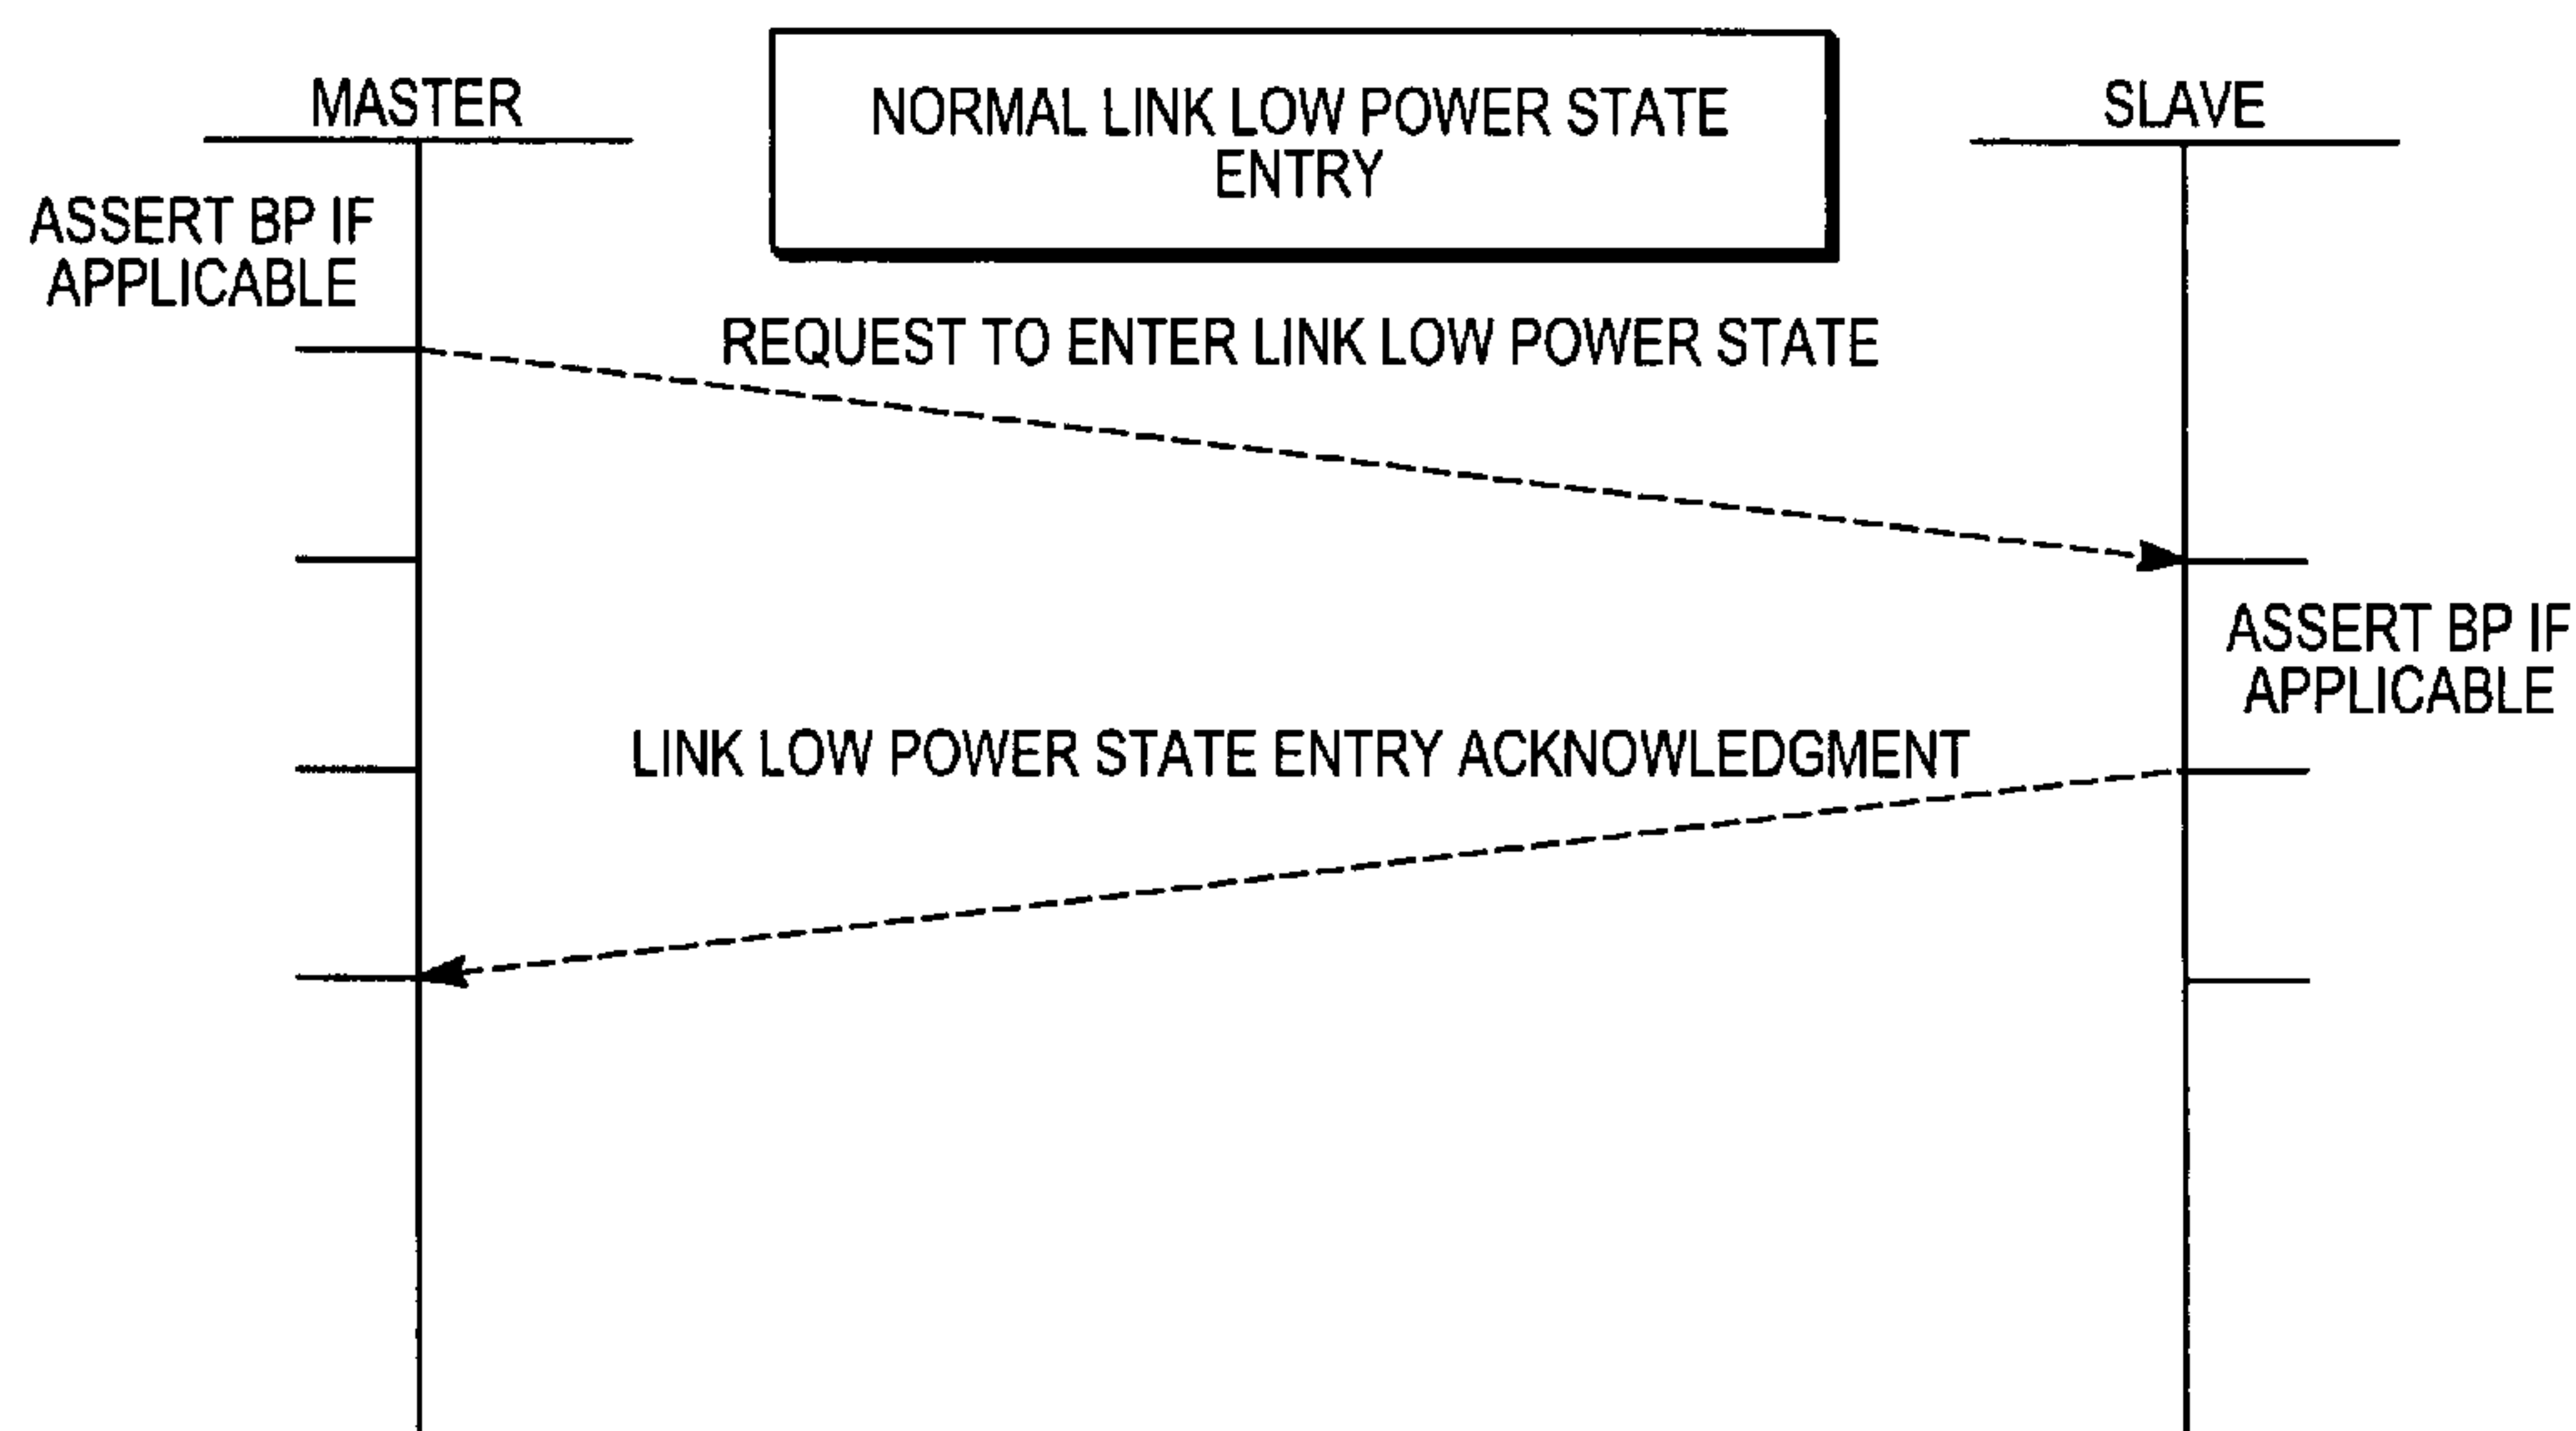 MASTER
NORMAL LINK LOW POWER STATE
ENTRY
SLAVE
ASSERT BP IF
APPLICABLE
REQUEST TO ENTER LINK LOW POWER STATE
ASSERT BP IF
APPLICABLE
LINK LOW POWER STATE ENTRY ACKNOWLEDGMENT